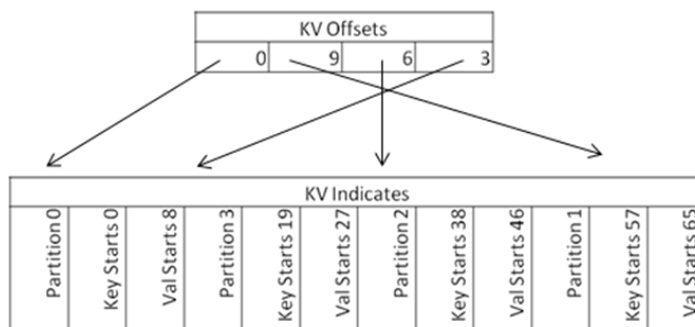 KV Offsets
0 9 6 3
KV Indicates
Partition 0
Key Starts 0
Val Starts 8
Partition 3
Key Starts 19
Val Starts 27
Partition 2
Key Starts 38
Val Starts 46
Partition 1
Key Starts 57
Val Starts 65